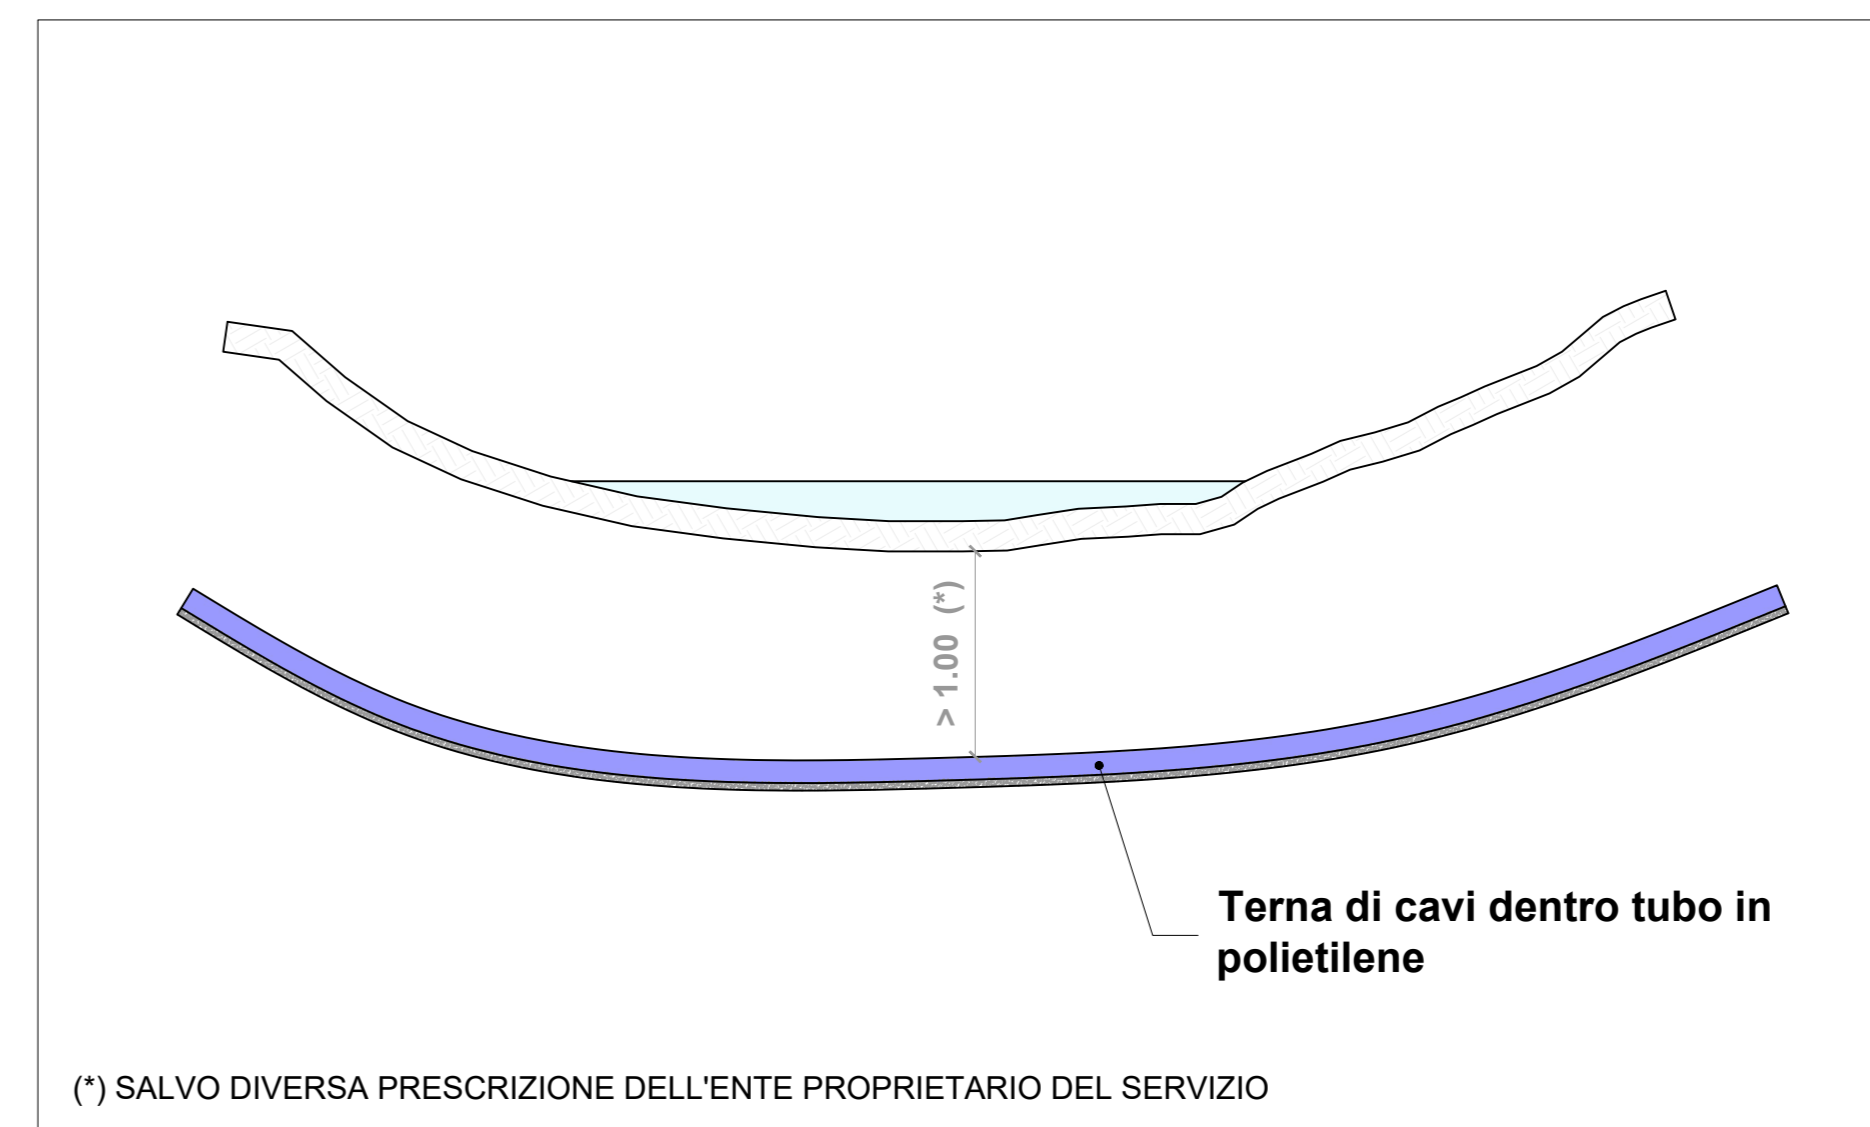 > 1.00 (*)
Terna di cavi dentro tubo in
polietilene
(*) SALVO DIVERSA PRESCRIZIONE DELL'ENTE PROPRIETARIO DEL SERVIZIO